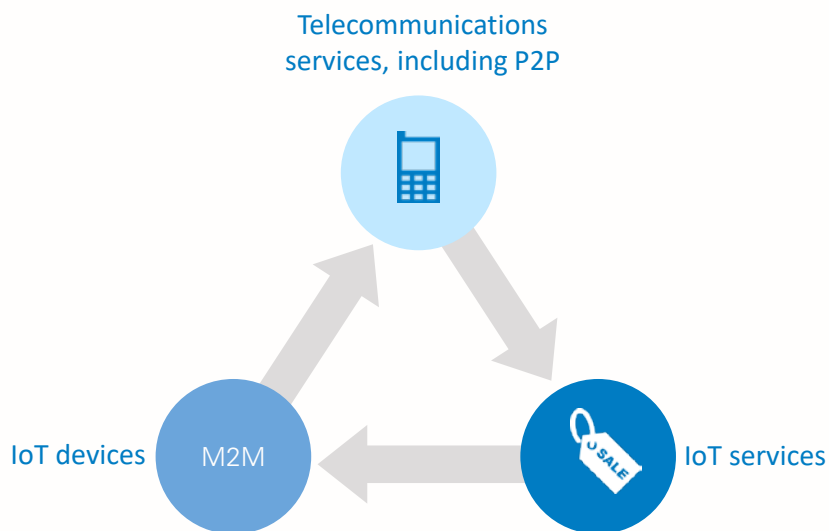 Telecommunications
services, including P2P
IoT devices
M2M
SALE
IoT services